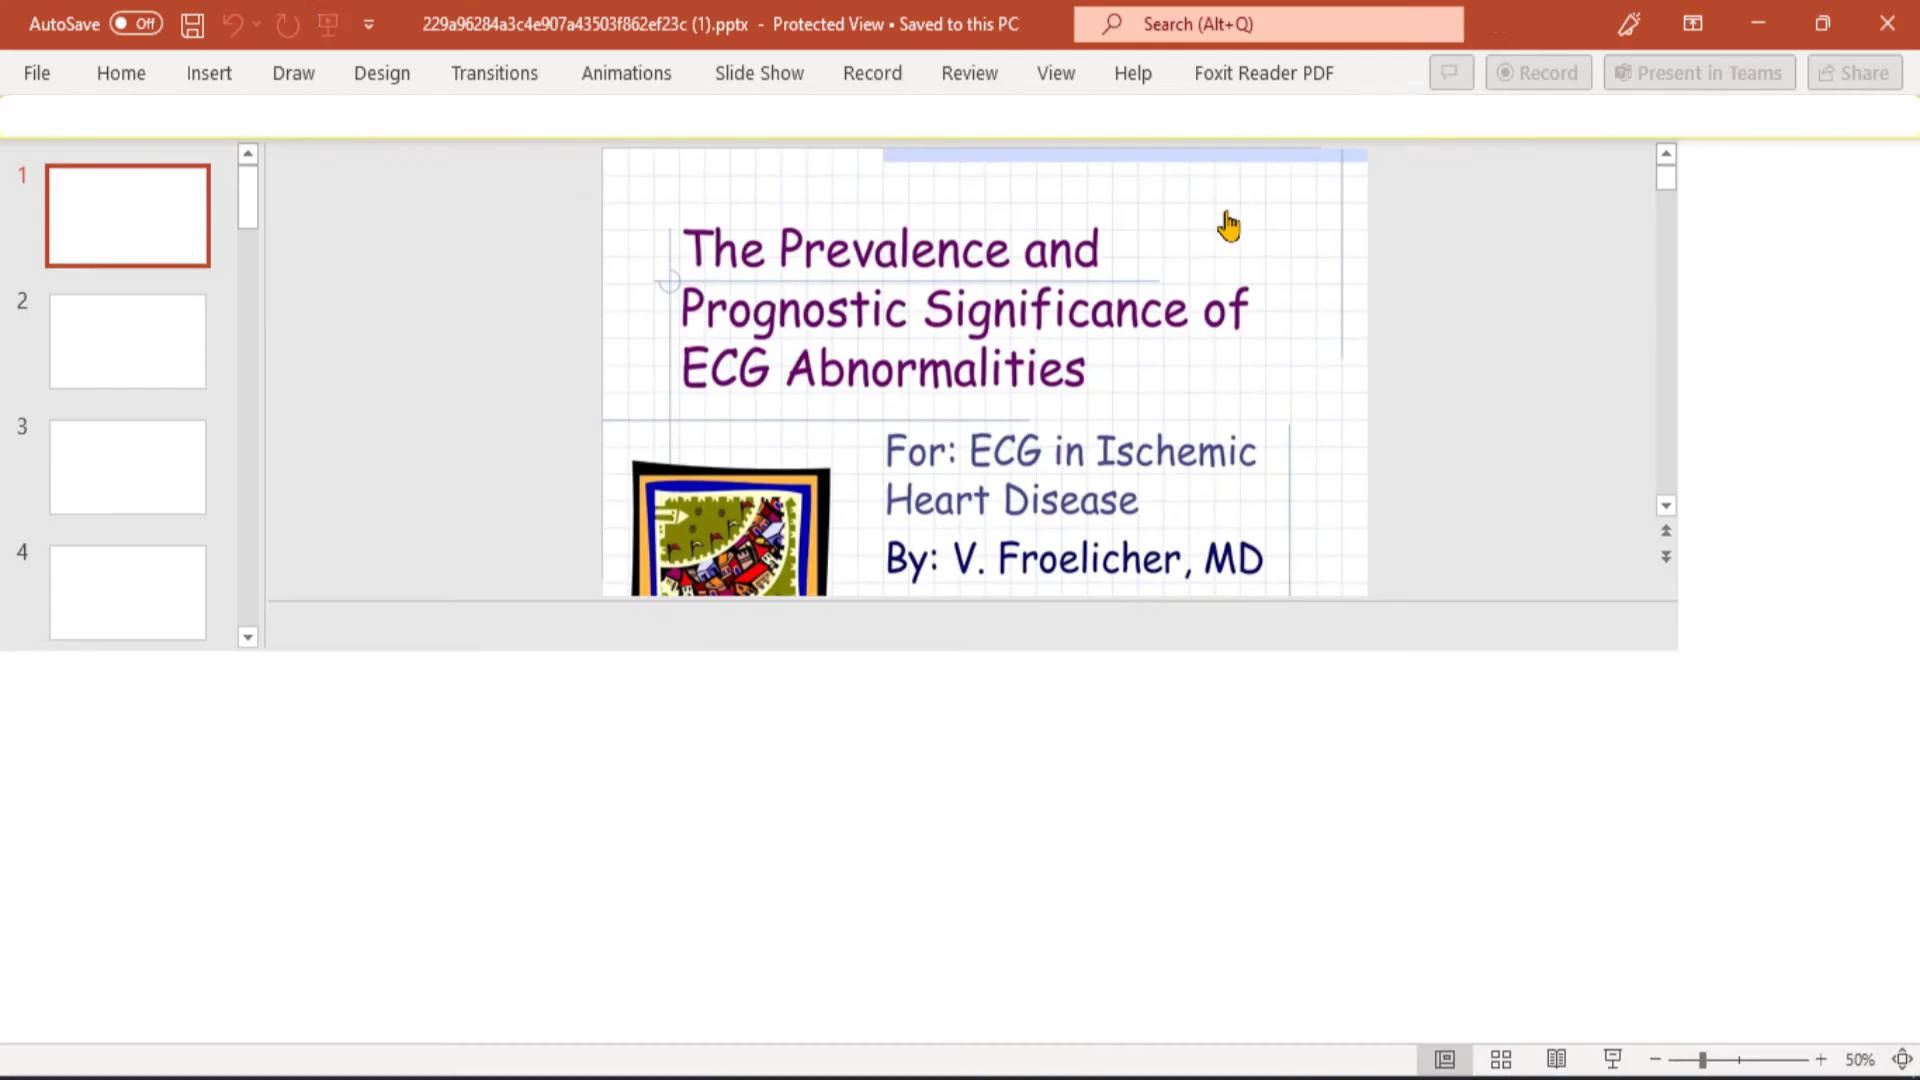 AutoSave Off 229a96284a3c4e907a43503f862ef23c (1).pptx - Protected View • Saved to this PC Search (Alt+Q)
File Home Insert Draw Design Transitions Animations Slide Show Record Review View Help Foxit Reader PDF Record Present in Teams Share
1
2
3
4
The Prevalence and
Prognostic Significance of
ECG Abnormalities
For: ECG in Ischemic
Heart Disease
By: V. Froelicher, MD
50%